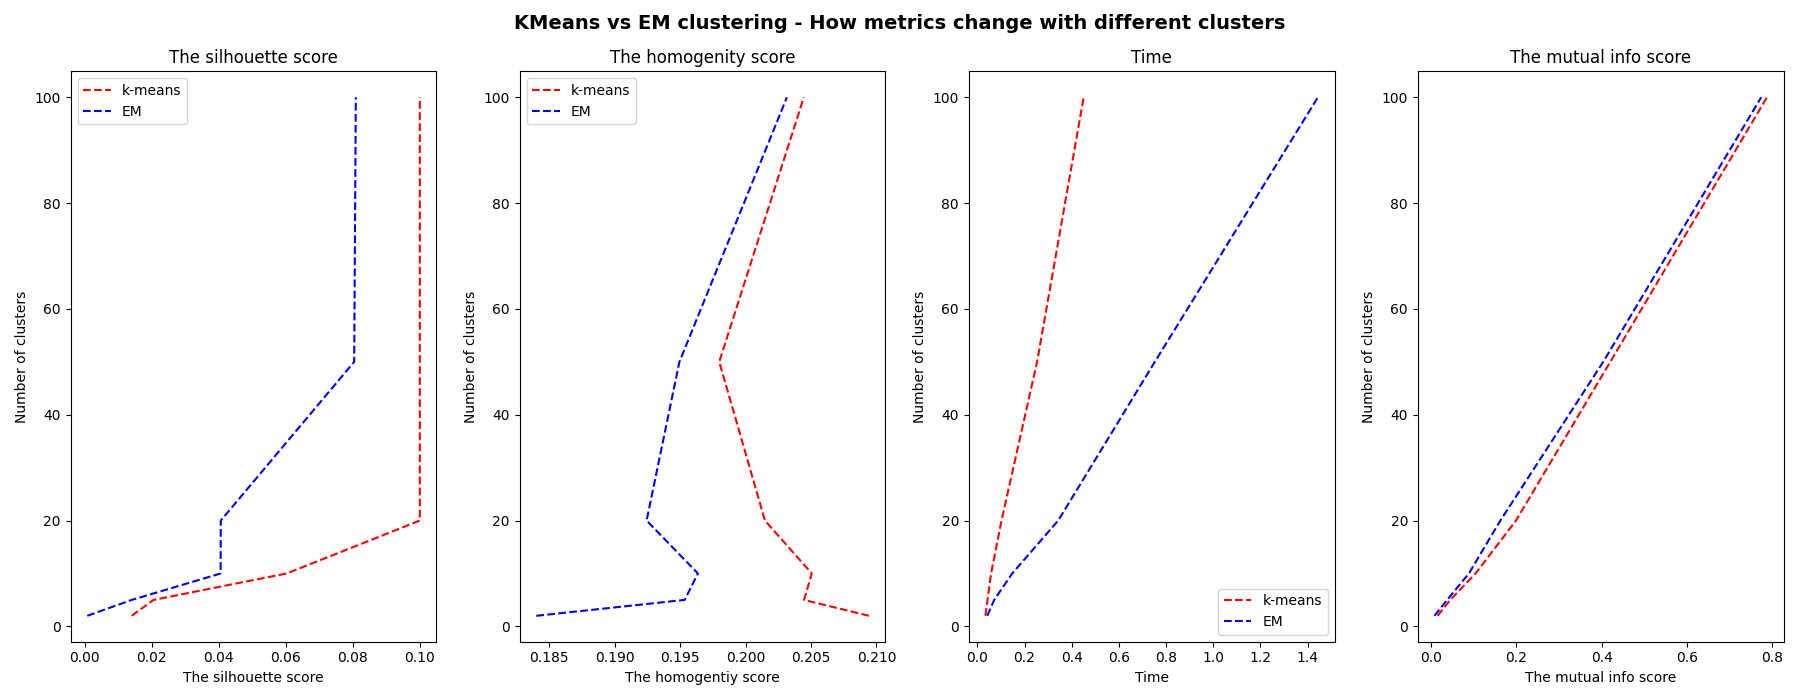 KMeans vs EM clustering - How metrics change with different clusters
The silhouette score
k-means
EM
100
80
60
40
20
0
Number of clusters
0.00 0.02 0.04 0.06 0.08 0.10
The silhouette score
The homogenity score
k-means
EM
100
80
60
40
20
0
Number of clusters
0.185 0.190 0.195 0.200 0.205 0.210
The homogentiy score
Time
100
80
60
40
20
0
Number of clusters
k-means
EM
0.0 0.2 0.4 0.6 0.8 1.0 1.2 1.4
Time
The mutual info score
100
80
60
40
20
0
Number of clusters
0.0 0.2 0.4 0.6 0.8
The mutual info score